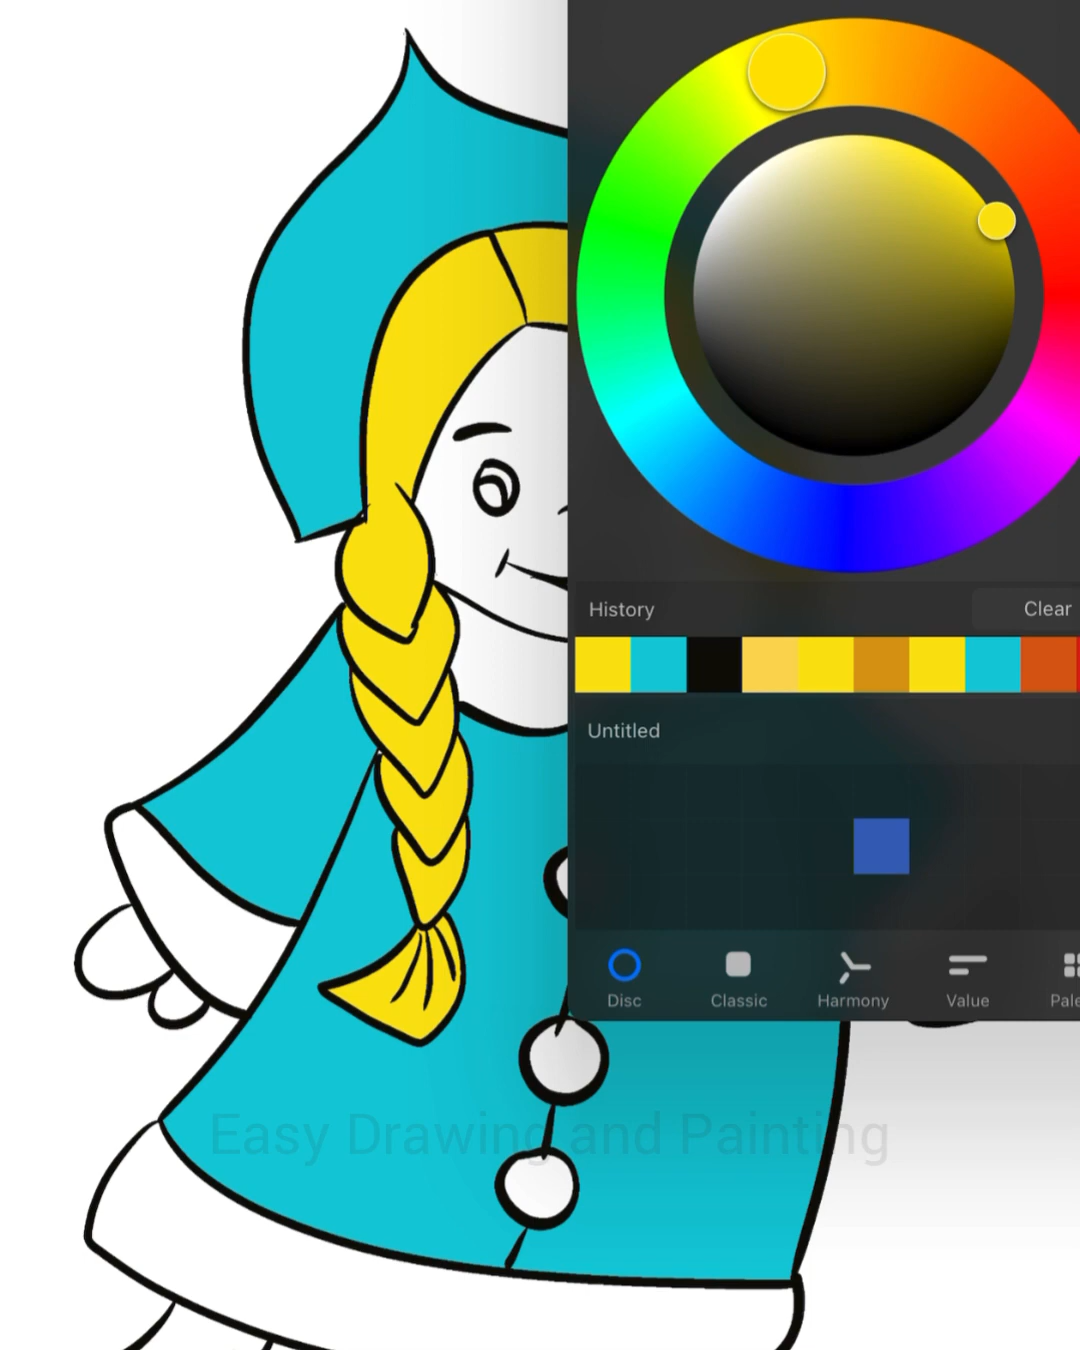 History
Clear
Untitled
Disc
Classic
Harmony
Value
Easy Drawing and Painting